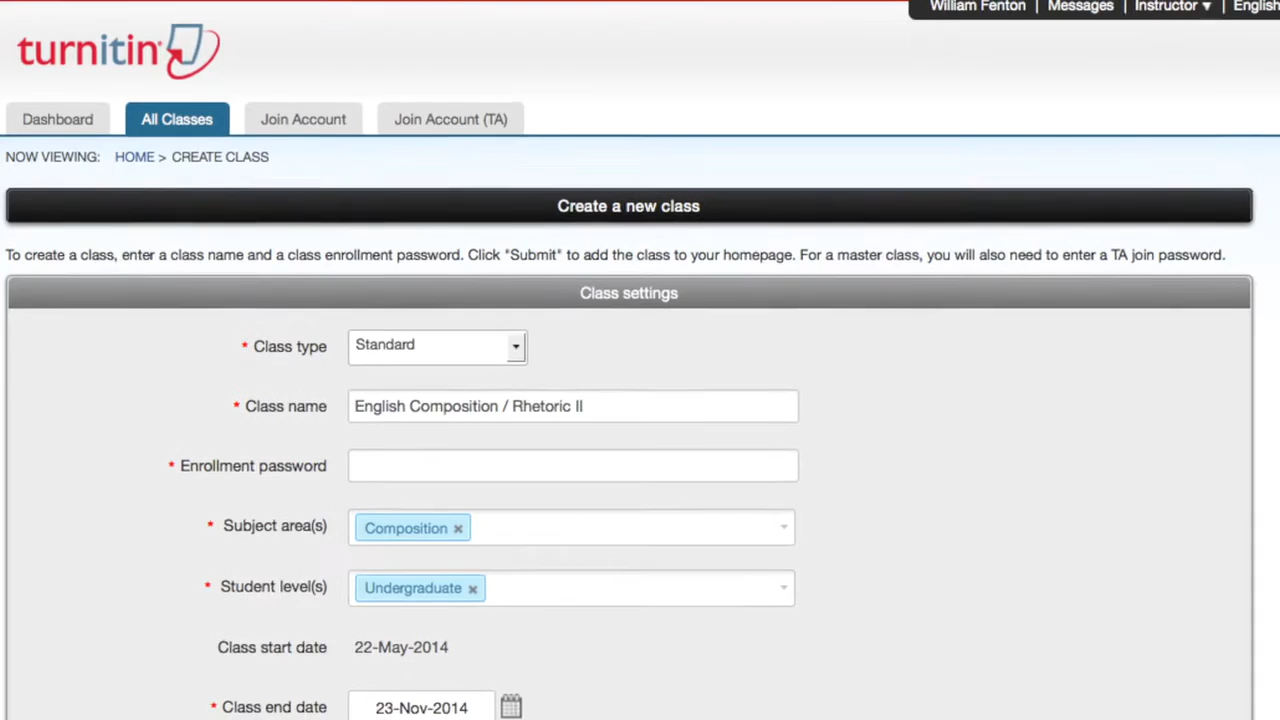 William Fenton | Messages | Instructor ▼ | English
turnitin
Dashboard All Classes Join Account Join Account (TA)
NOW VIEWING: HOME > CREATE CLASS
Create a new class
To create a class, enter a class name and a class enrollment password. Click "Submit" to add the class to your homepage. For a master class, you will also need to enter a TA join password.
Class settings
* Class type Standard
* Class name English Composition / Rhetoric II
* Enrollment password
* Subject area(s) Composition ×
* Student level(s) Undergraduate ×
Class start date 22-May-2014
* Class end date 23-Nov-2014